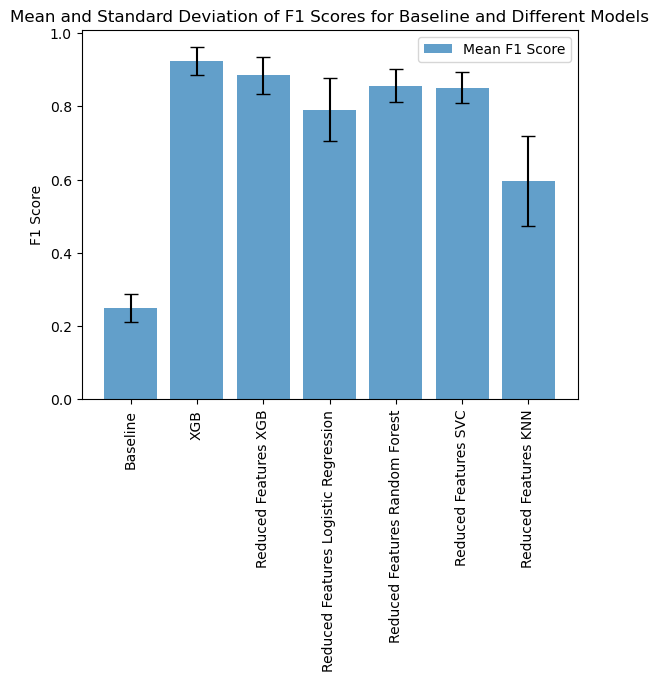 Mean and Standard Deviation of F1 Scores for Baseline and Different Models
Mean F1 Score
F1 Score
1.0
0.8
0.6
0.4
0.2
0.0
Baseline
XGB
Reduced Features XGB
Reduced Features Logistic Regression
Reduced Features Random Forest
Reduced Features SVC
Reduced Features KNN